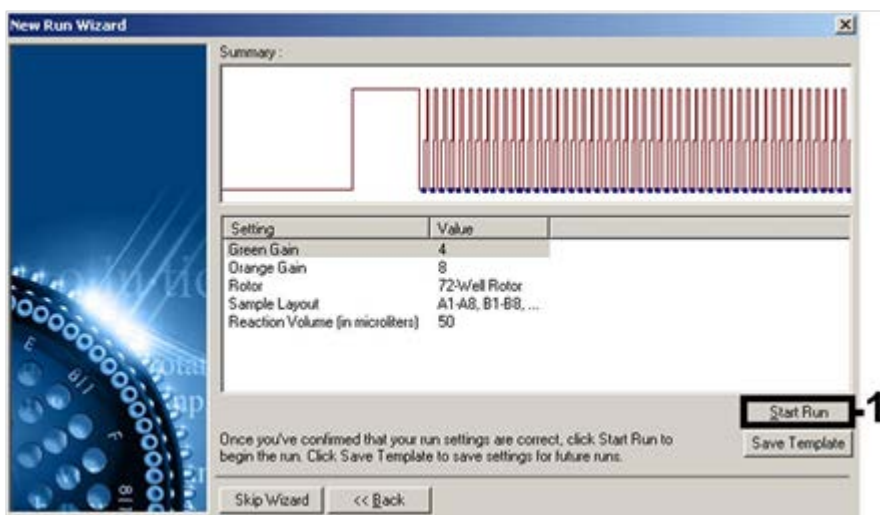 New Run Wizard
Summary :
Setting Value
Green Gain 4
Orange Gain 8
Rotor 72-Well Rotor
Sample Layout A1-A8, B1-B8, ...
Reaction Volume (in microliters) 50
Start Run
1
Once you've confirmed that your run settings are correct, click Start Run to
begin the run. Click Save Template to save settings for future runs.
Save Template
Skip Wizard << Back
E
F